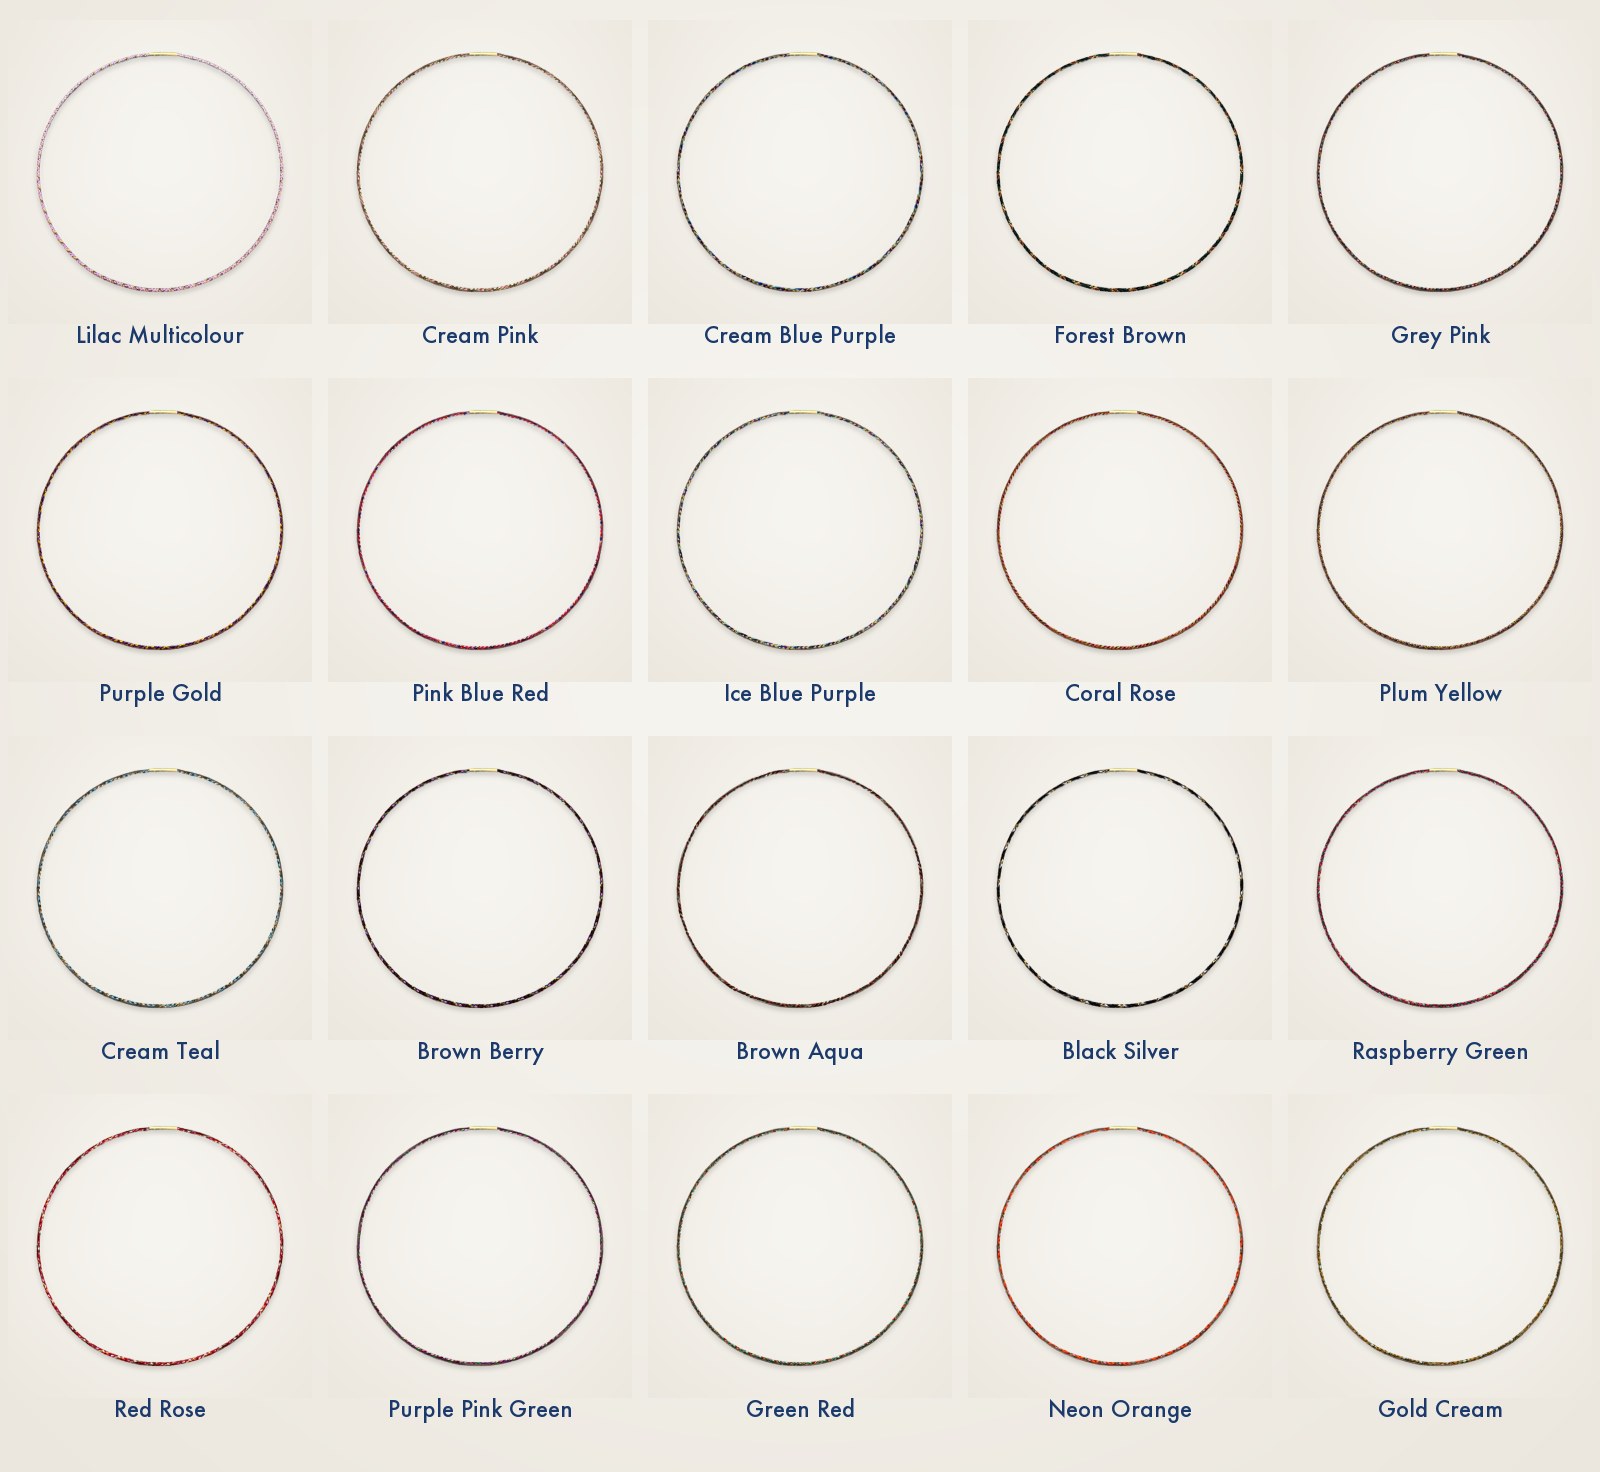 Lilac Multicolour
Cream Pink
Cream Blue Purple
Forest Brown
Grey Pink
Purple Gold
Pink Blue Red
Ice Blue Purple
Coral Rose
Plum Yellow
Cream Teal
Brown Berry
Brown Aqua
Black Silver
Raspberry Green
Red Rose
Purple Pink Green
Green Red
Neon Orange
Gold Cream